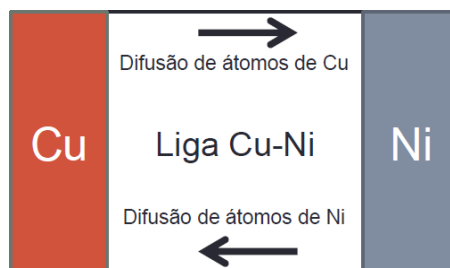 Difusão de átomos de Cu
Cu
Liga Cu-Ni
Ni
Difusão de átomos de Ni